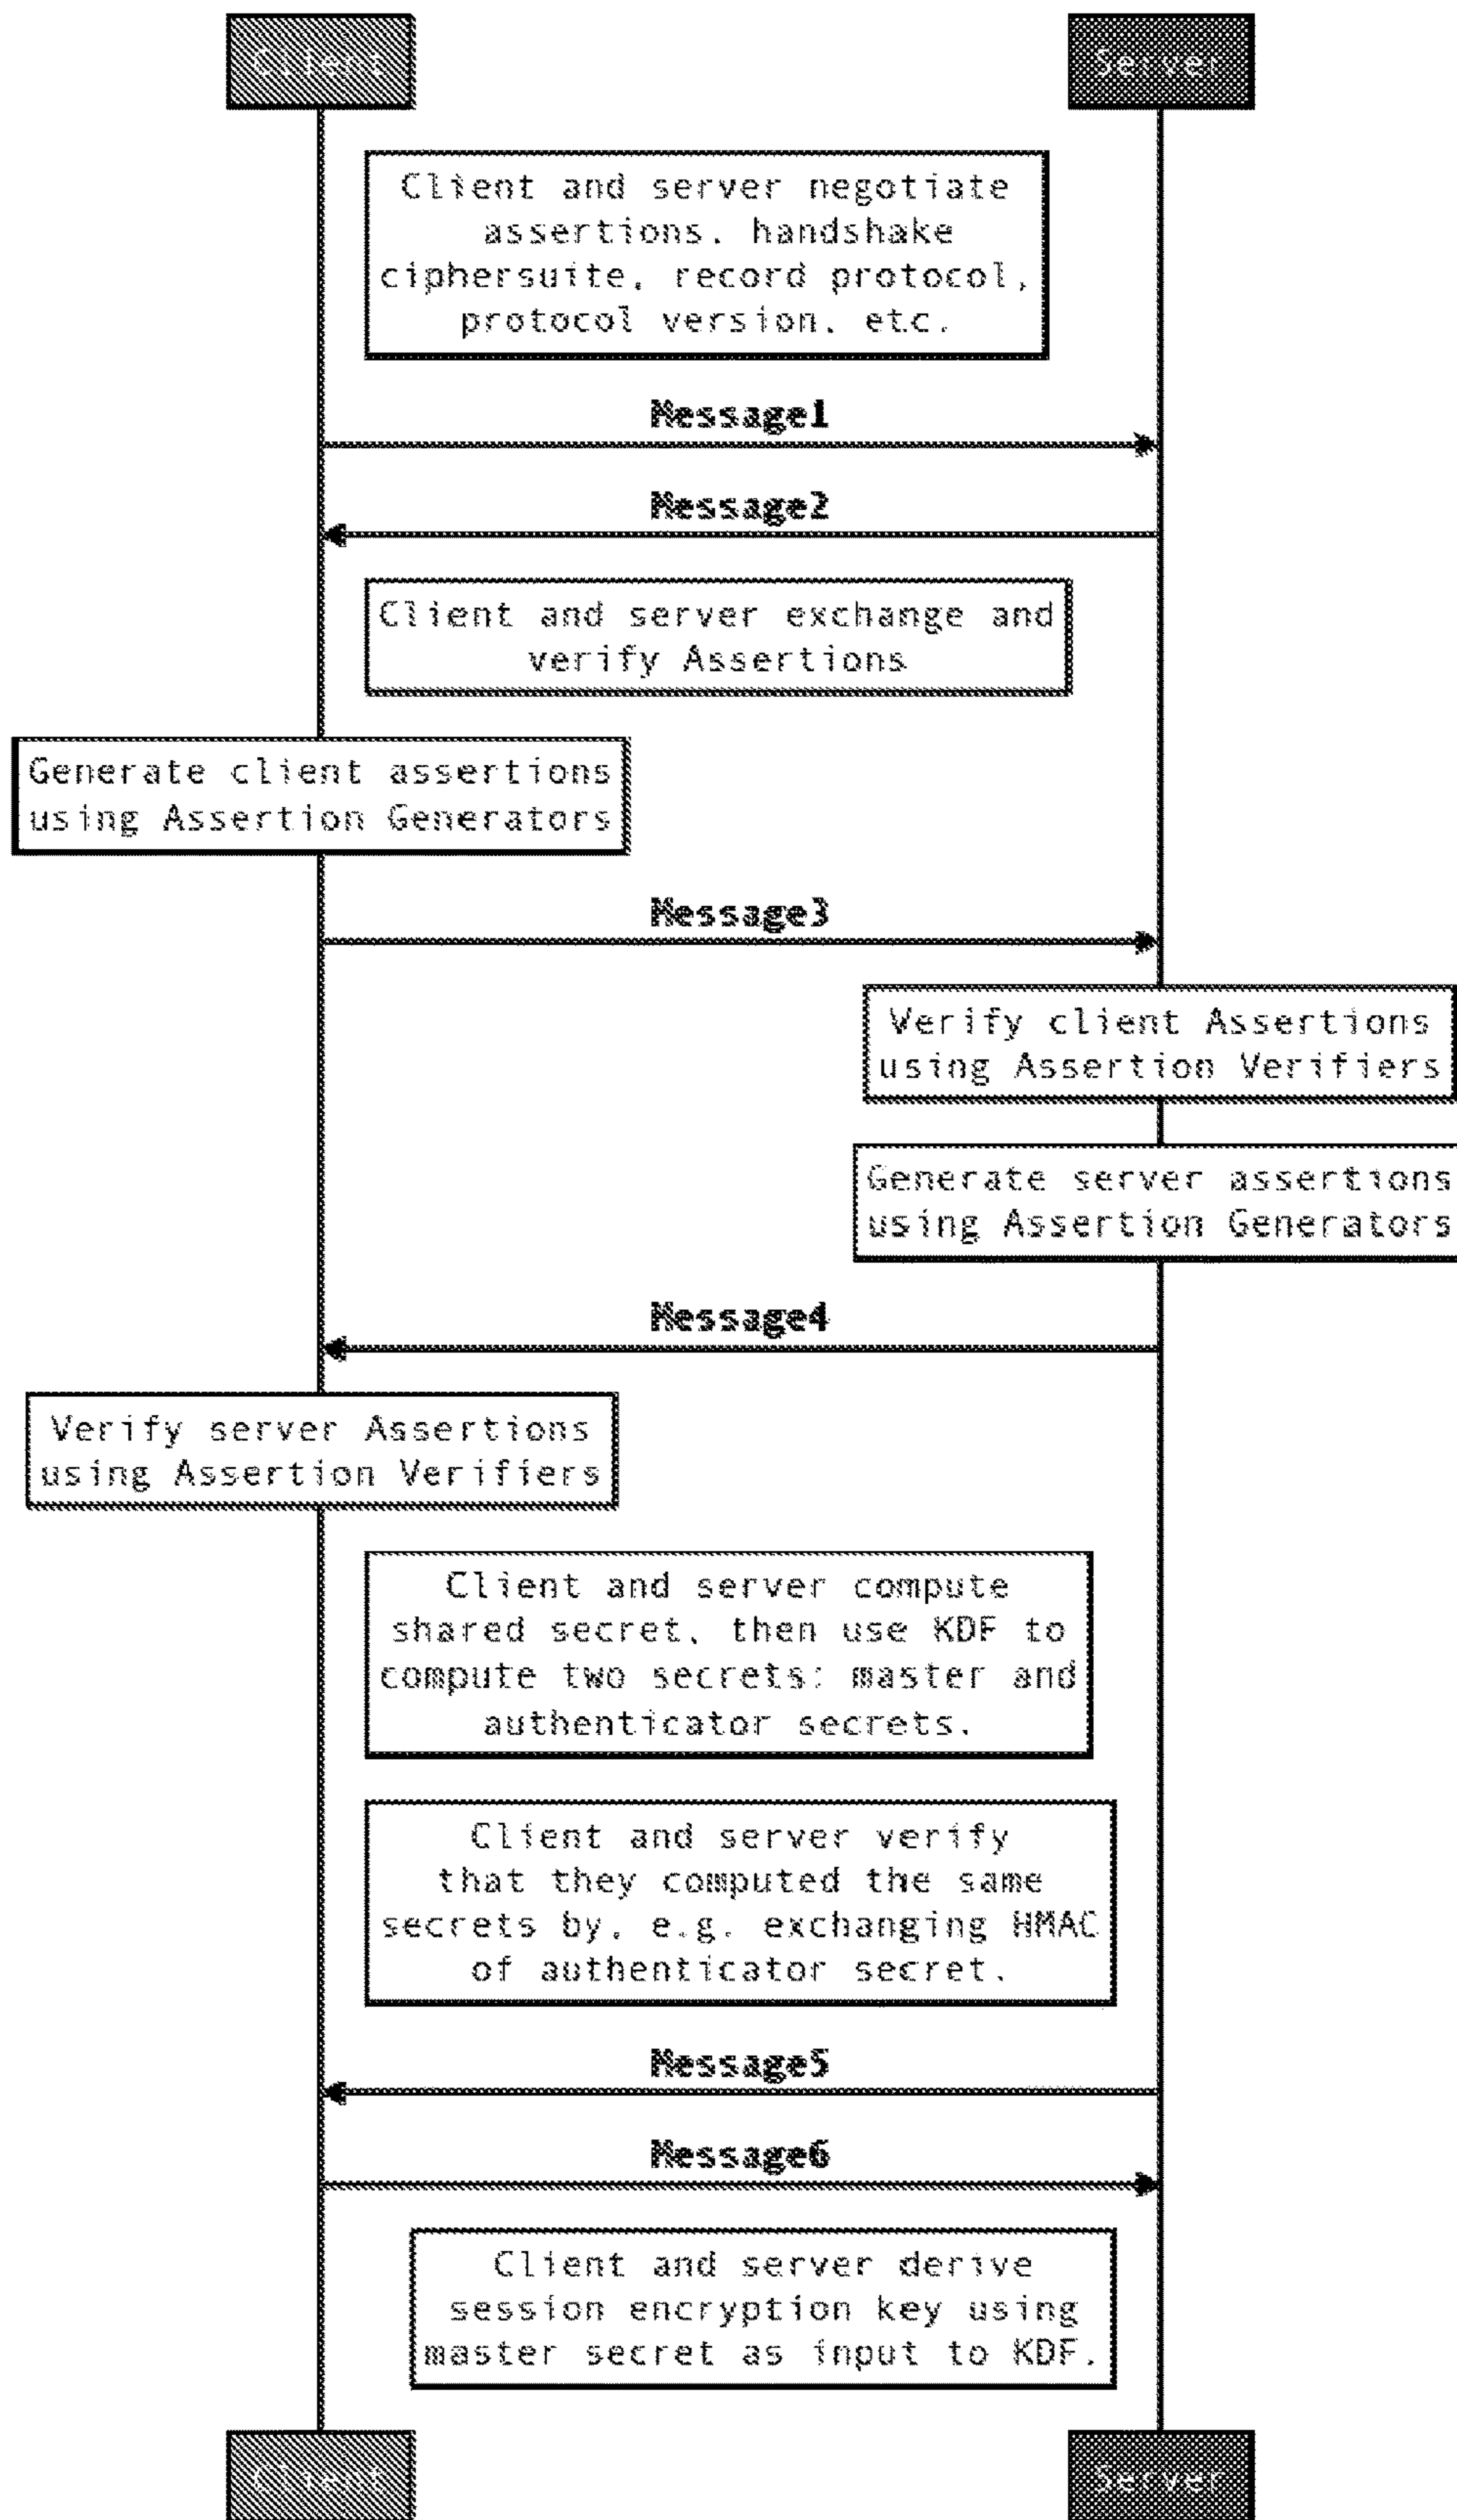 Client
Server
Client and server negotiate
assertions, handshake
ciphersuite, record protocol,
protocol version, etc.
Message1
Message2
Client and server exchange and
verify Assertions
Generate client assertions
using Assertion Generators
Message3
Verify client Assertions
using Assertion Verifiers
Generate server assertions
using Assertion Generators
Message4
Verify server Assertions
using Assertion Verifiers
Client and server compute
shared secret, then use KDF to
compute two secrets: master and
authenticator secrets.
Client and server verify
that they computed the same
secrets by, e.g. exchanging HMAC
of authenticator secret.
Message5
Message6
Client and server derive
session encryption key using
master secret as input to KDF.
Client
Server